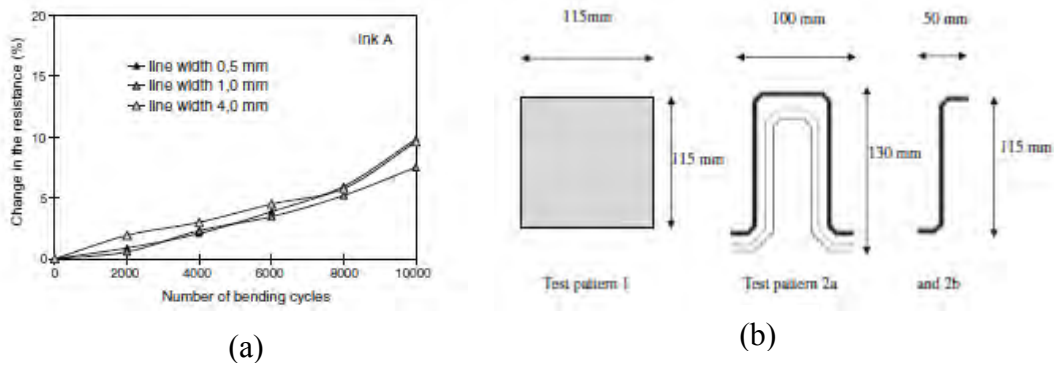 20
15
10
5
0
Change in the resistance (%)
Ink A
line width 0,5 mm
line width 1,0 mm
line width 4,0 mm
0 2000 4000 6000 8000 10000
Number of bending cycles
(a)
115mm
115 mm
Test pattern 1
100 mm
130 mm
Test pattern 2a
50 mm
115 mm
and 2b
(b)